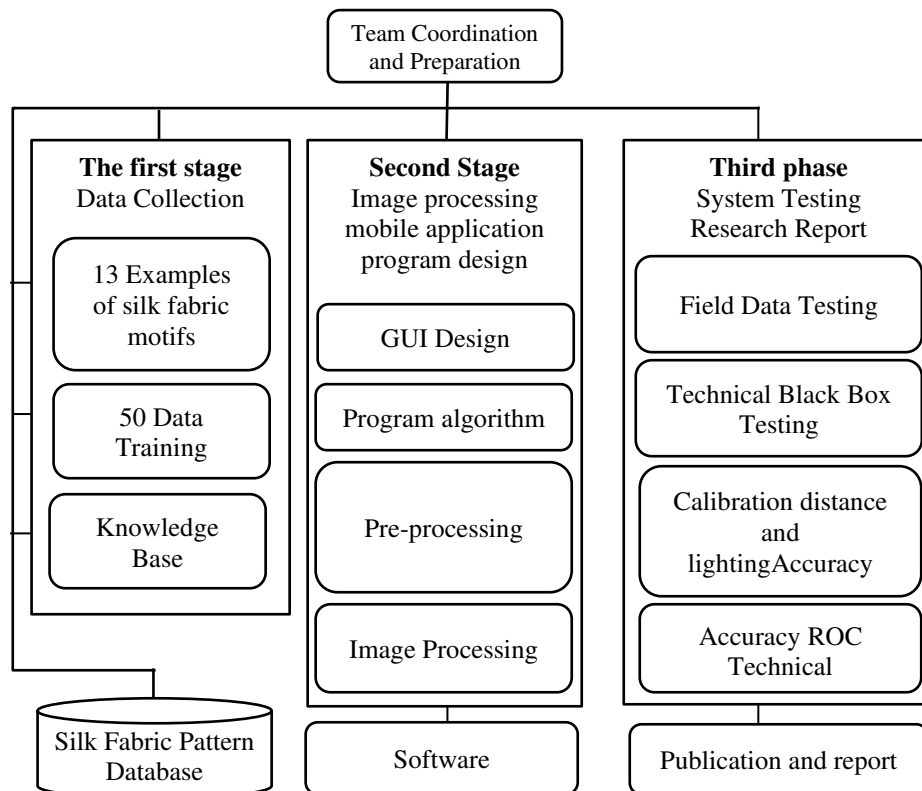 Team Coordination
and Preparation
The first stage
Data Collection
13 Examples
of silk fabric
motifs
50 Data
Training
Knowledge
Base
Silk Fabric Pattern
Database
Second Stage
Image processing
mobile application
program design
GUI Design
Program algorithm
Pre-processing
Image Processing
Software
Third phase
System Testing
Research Report
Field Data Testing
Technical Black Box
Testing
Calibration distance
and
lightingAccuracy
Accuracy ROC
Technical
Publication and report